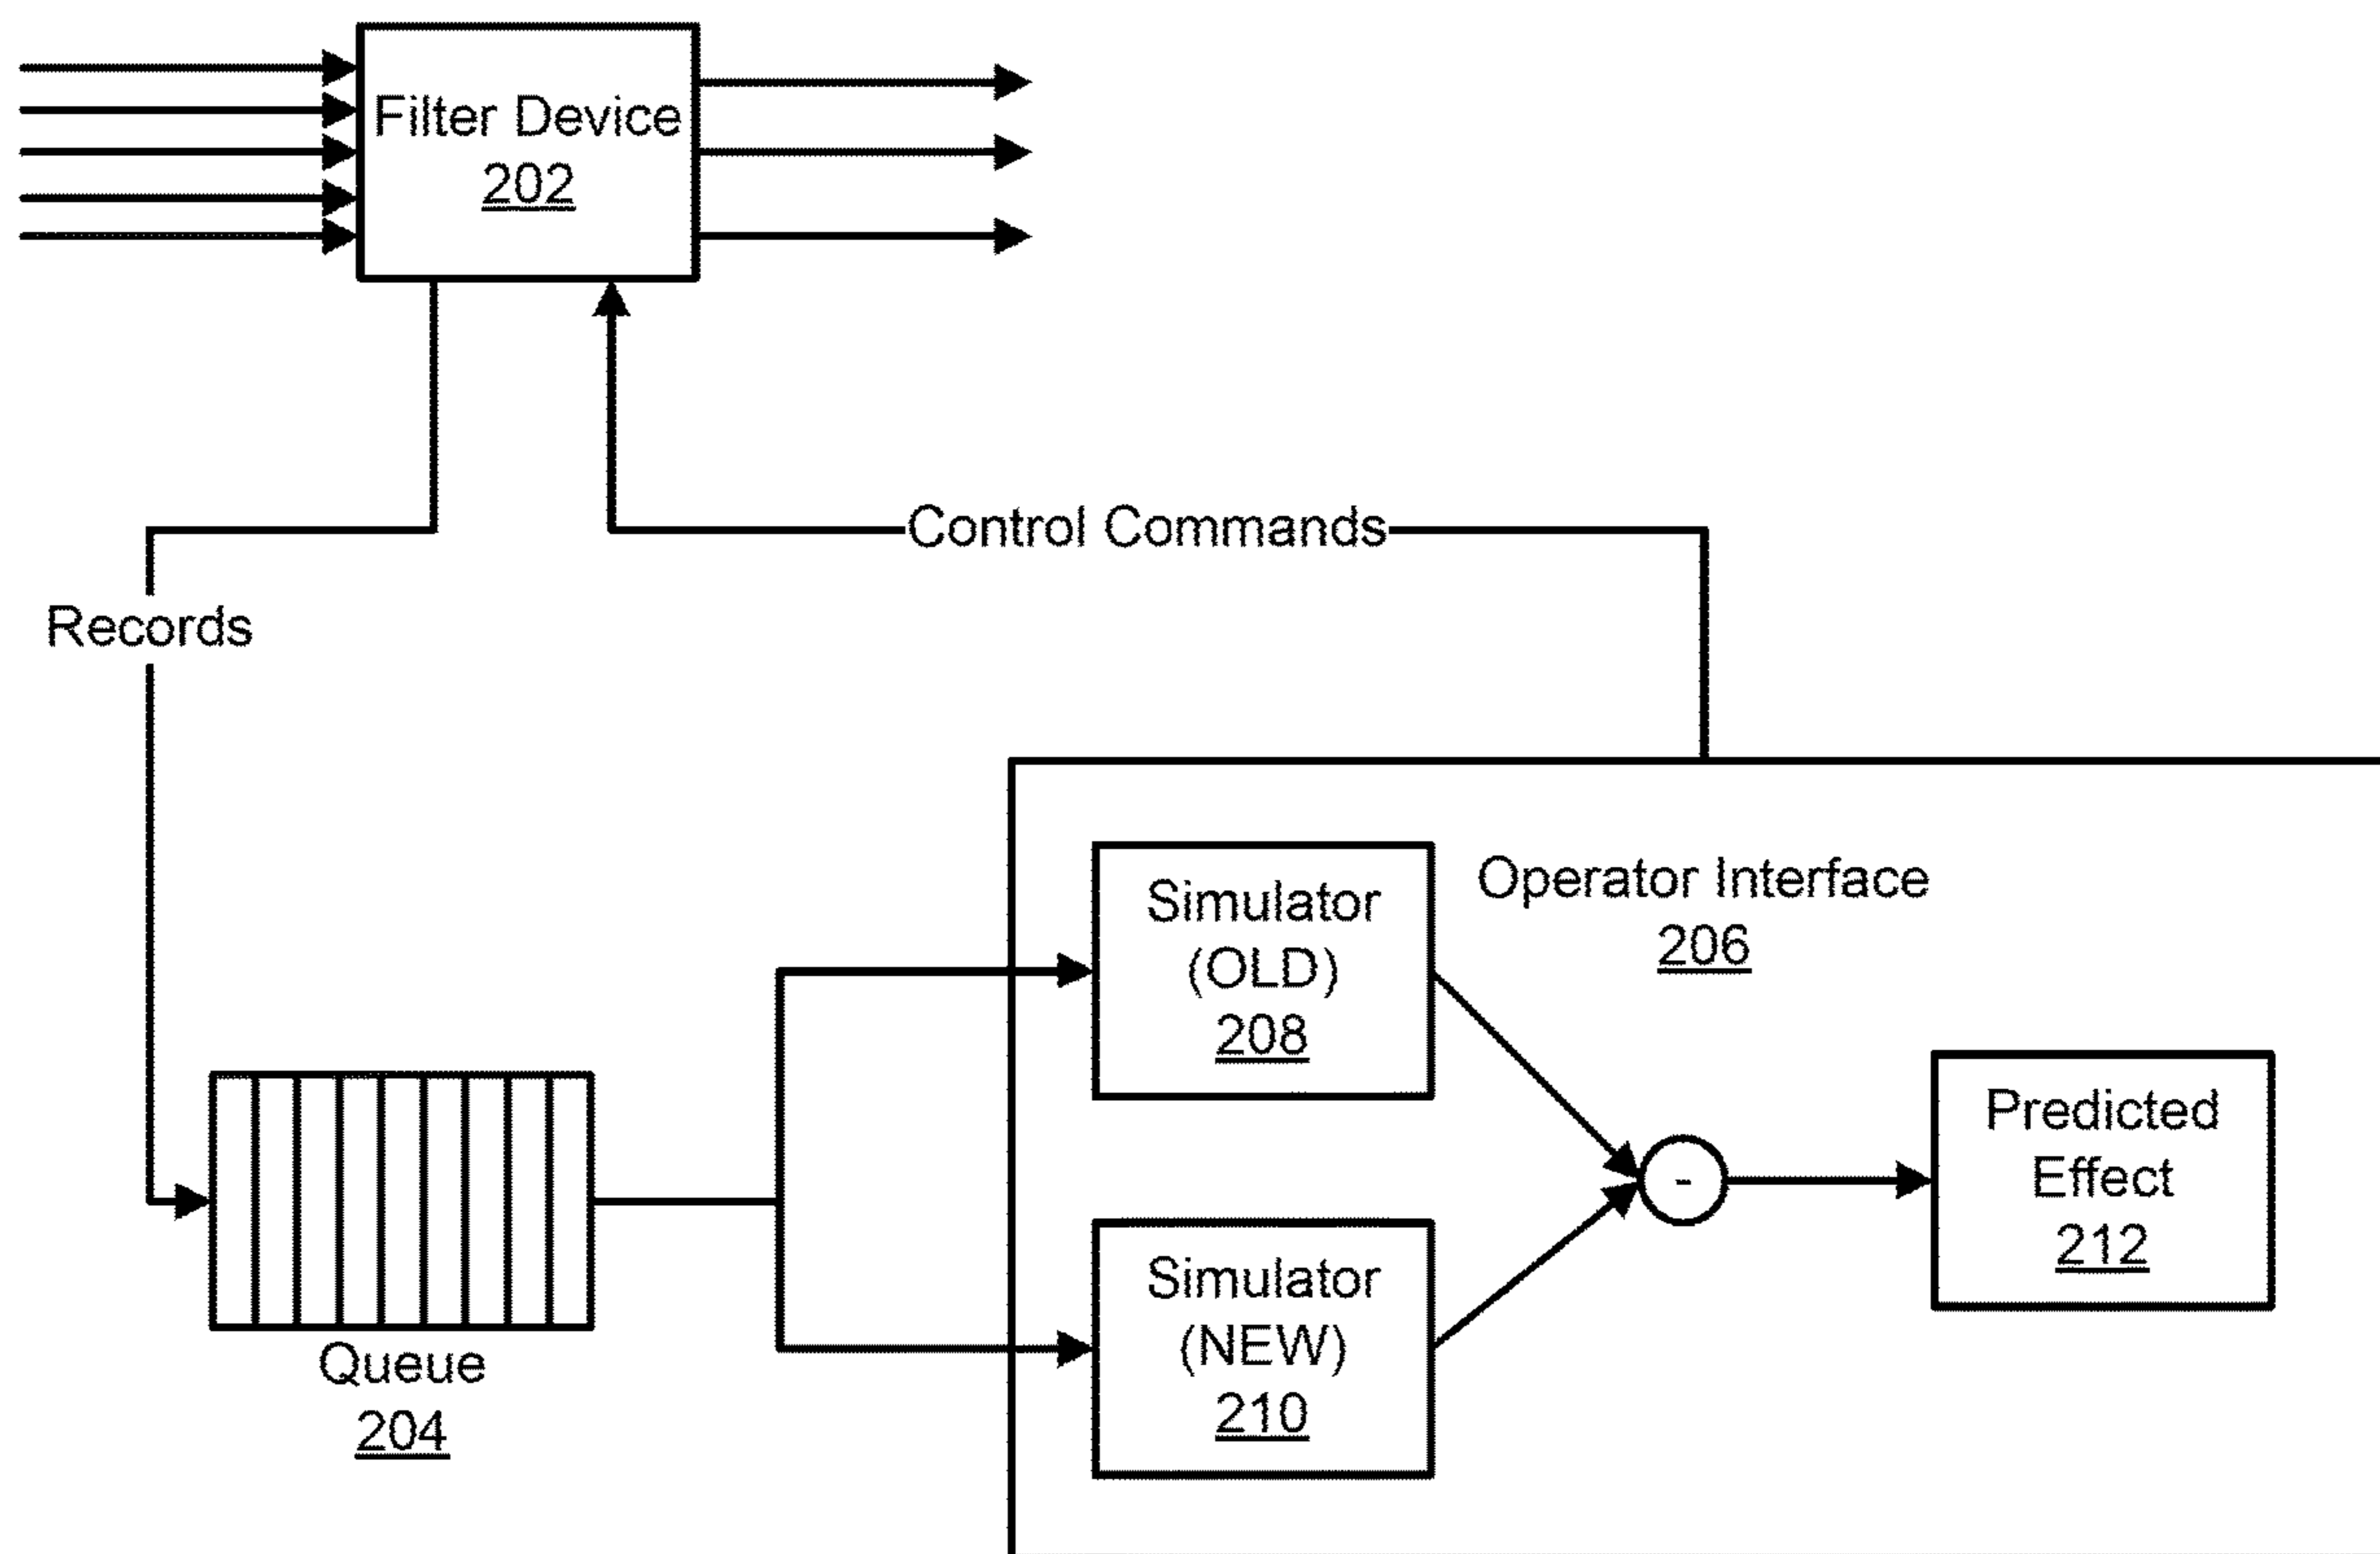 Filter Device
202
Control Commands
Records
Simulator
(OLD)
208
Operator Interface
206
Predicted
Effect
212
-
Simulator
(NEW)
210
Queue
204